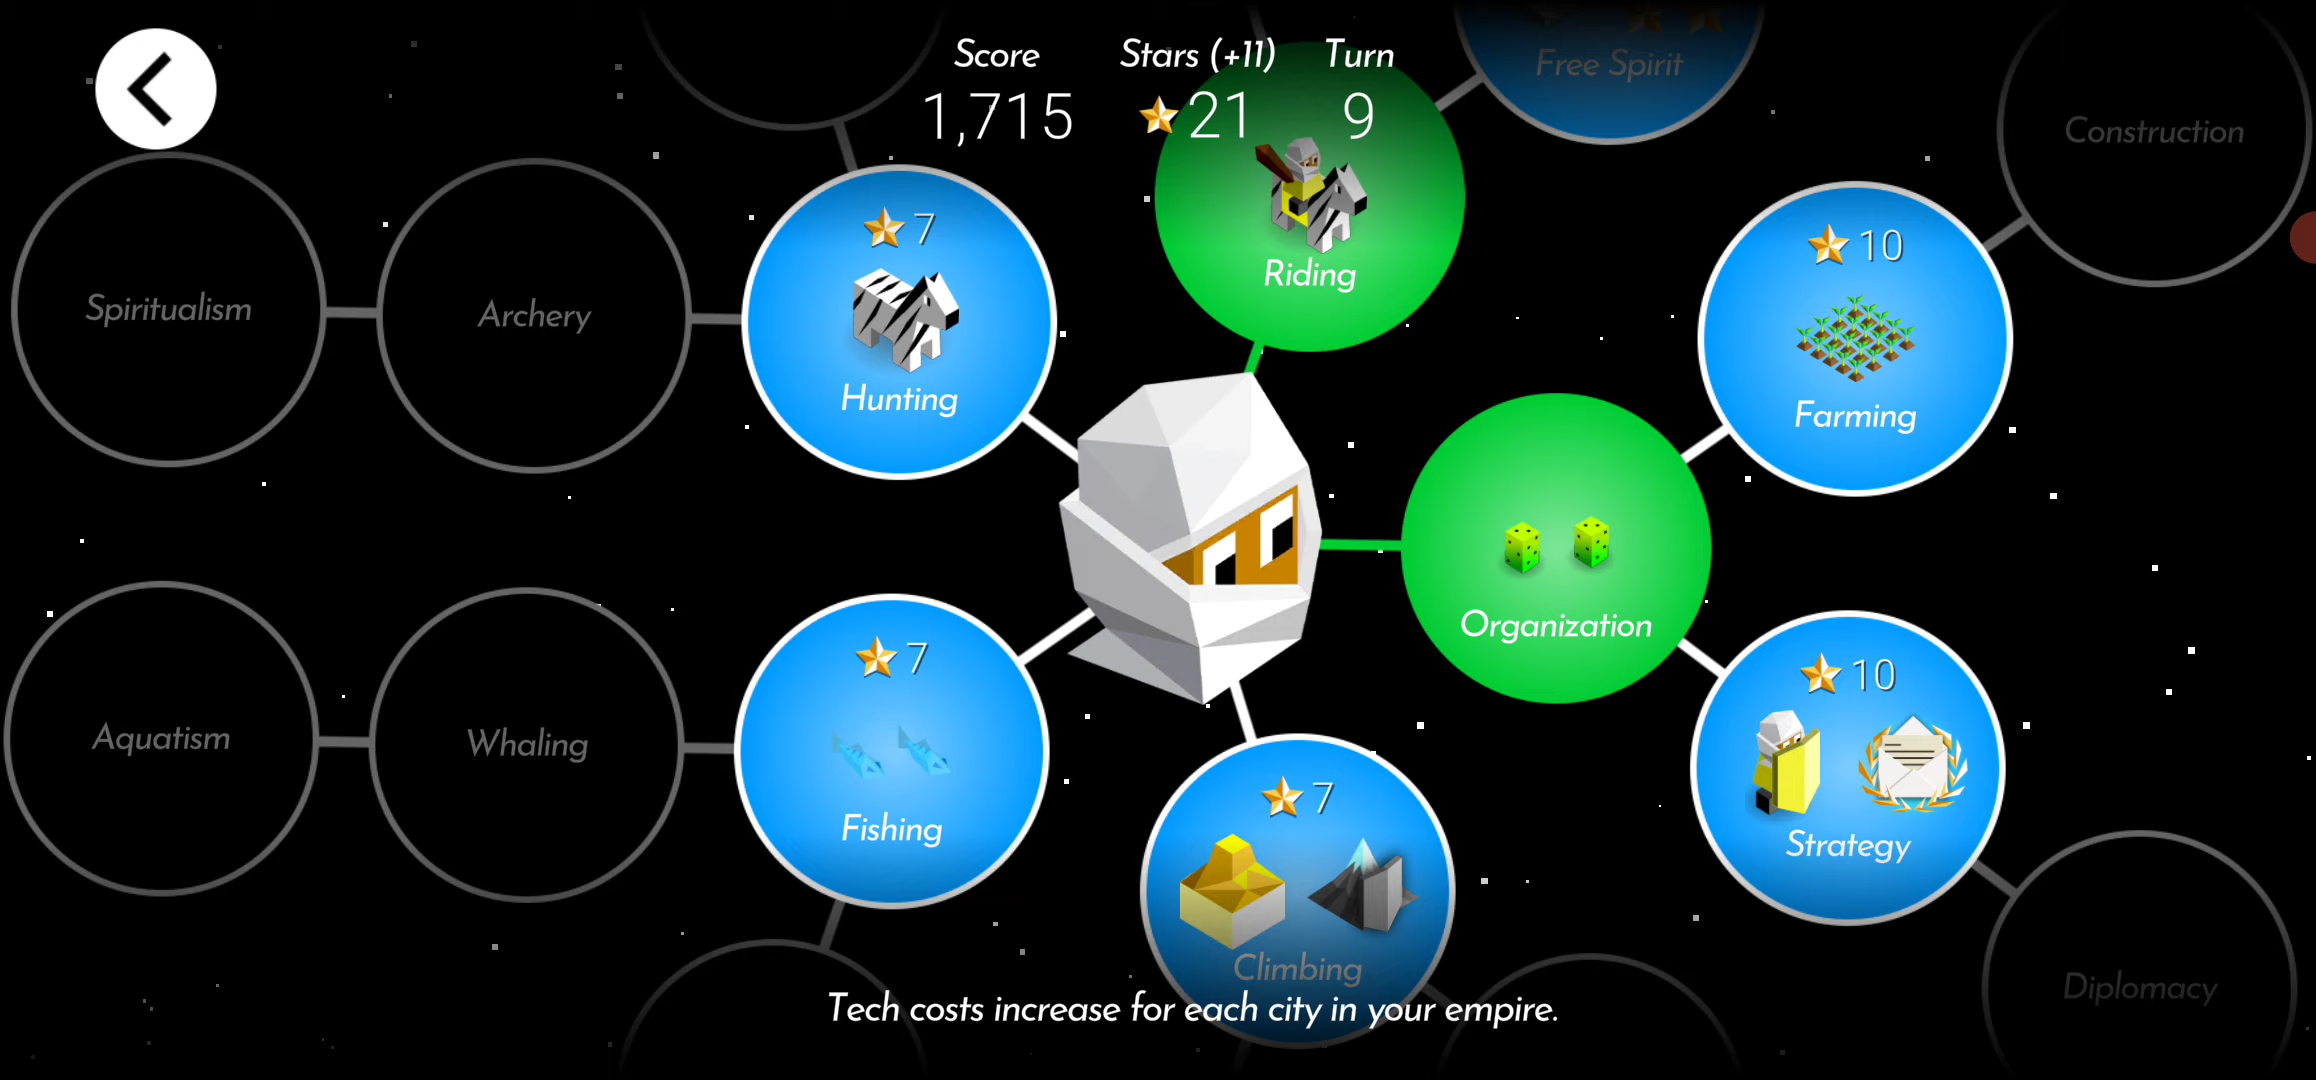 Score
1,715
Stars (+11)
21
Turn
9
Free Spirit
Construction
7
Hunting
Riding
10
Farming
Spiritualism
Archery
Organization
Aquatism
Whaling
7
Fishing
10
Strategy
7
Climbing
Diplomacy
Tech costs increase for each city in your empire.